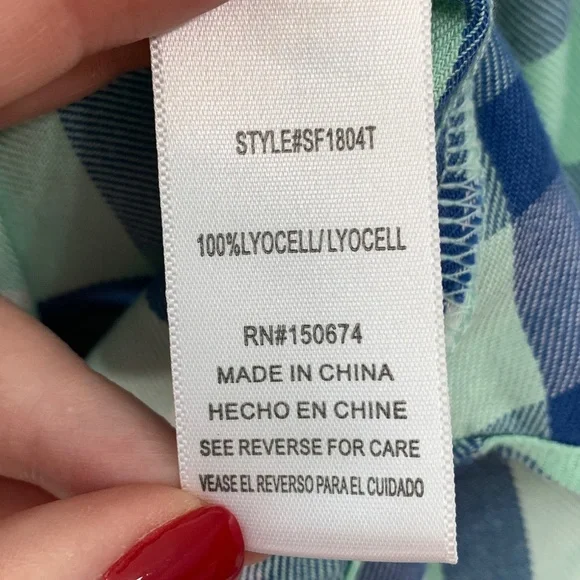 STYLE#SF1804T
100%LYOCELL/LYOCELL
RN#150674
MADE IN CHINA
HECHO EN CHINE
SEE REVERSE FOR CARE
VEASE EL REVERSO PARA EL CUIDADO